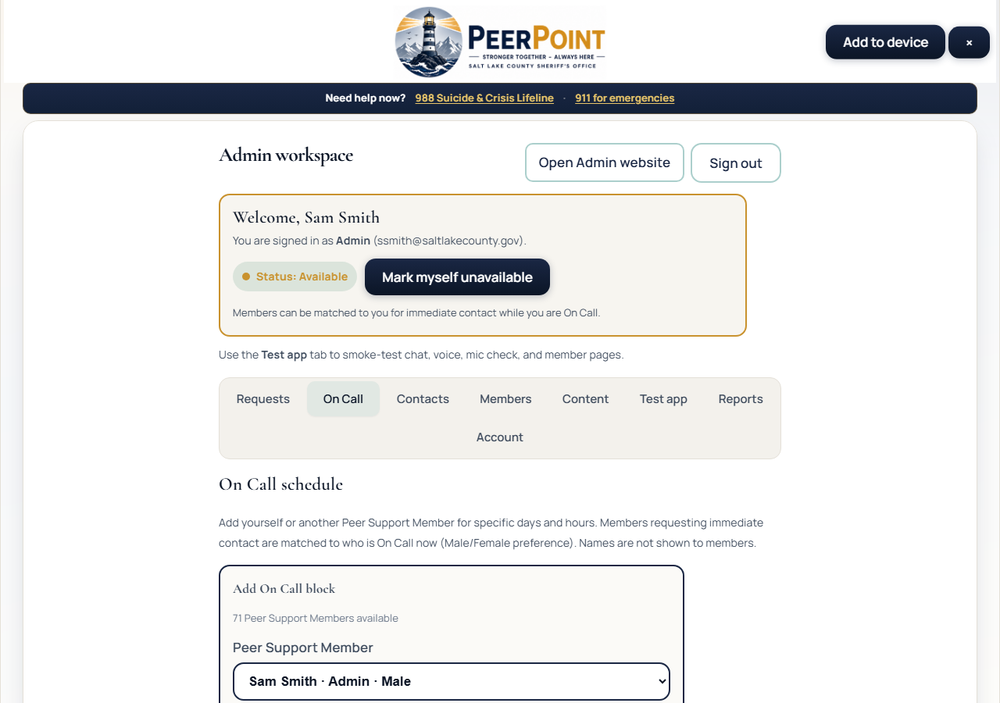 PEERPOINT
STRONGER TOGETHER - ALWAYS HERE
SALT LAKE COUNTY SHERIFF'S OFFICE
Add to device
×
Need help now? 988 Suicide & Crisis Lifeline · 911 for emergencies
Admin workspace
Open Admin website
Sign out
Welcome, Sam Smith
You are signed in as Admin (ssmith@saltlakecounty.gov).
Status: Available
Mark myself unavailable
Members can be matched to you for immediate contact while you are On Call.
Use the Test app tab to smoke-test chat, voice, mic check, and member pages.
Requests On Call Contacts Members Content Test app Reports
Account
On Call schedule
Add yourself or another Peer Support Member for specific days and hours. Members requesting immediate
contact are matched to who is On Call now (Male/Female preference). Names are not shown to members.
Add On Call block
71 Peer Support Members available
Peer Support Member
Sam Smith · Admin · Male